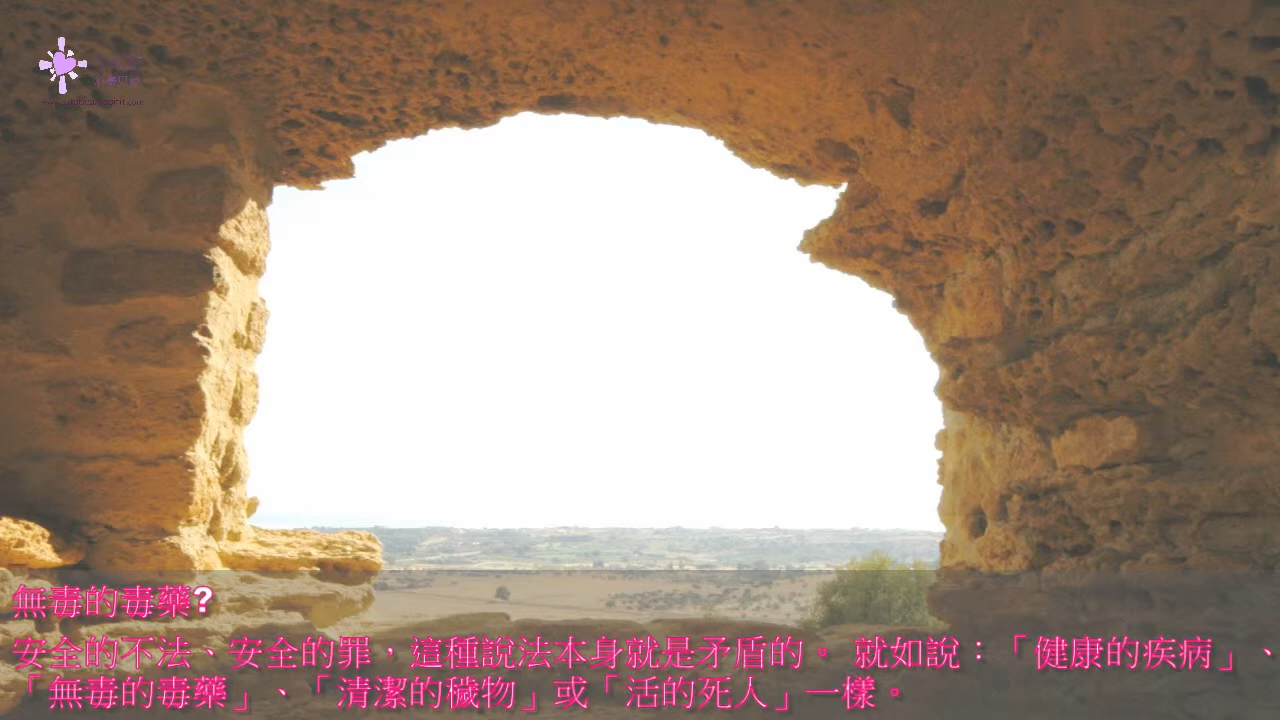 無毒的毒藥?
安全的不法、安全的罪，這種說法本身就是矛盾的。 就如說：「健康的疾病」、
「無毒的毒藥」、「清潔的穢物」或「活的死人」一樣。